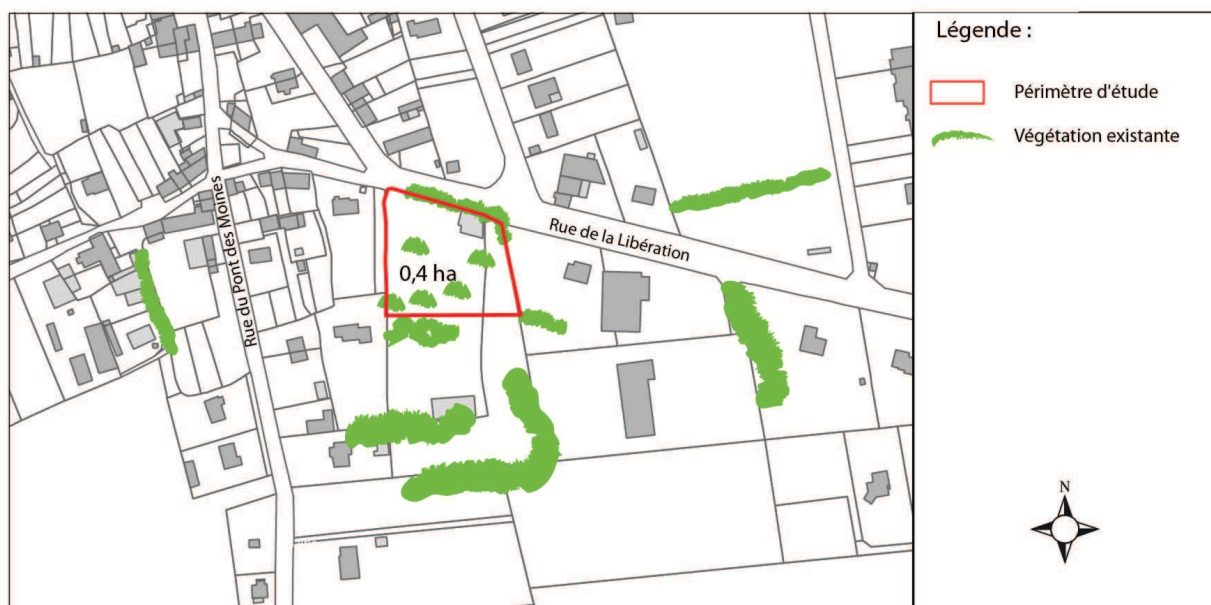 Légende :
Périmètre d'étude
Végétation existante
Rue du Pont des Moines
Rue de la Libération
0,4 ha
N